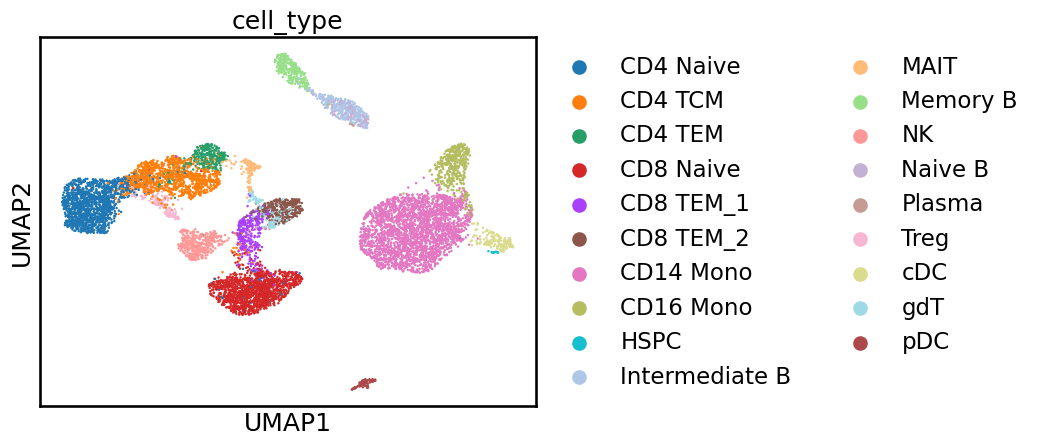 cell_type
UMAP2
UMAP1
CD4 Naive
CD4 TCM
CD4 TEM
CD8 Naive
CD8 TEM_1
CD8 TEM_2
CD14 Mono
CD16 Mono
HSPC
Intermediate B
MAIT
Memory B
NK
Naive B
Plasma
Treg
cDC
gdT
pDC